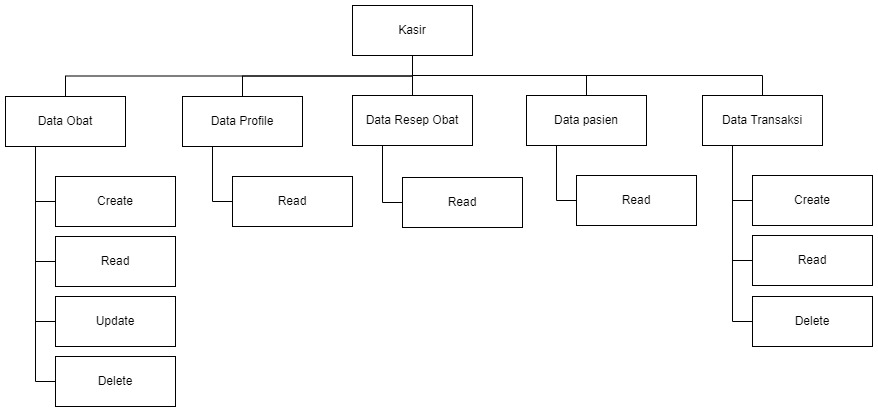 Kasir
Data Obat
Data Profile
Data Resep Obat
Data pasien
Data Transaksi
Create
Read
Update
Delete
Read
Read
Read
Create
Read
Delete